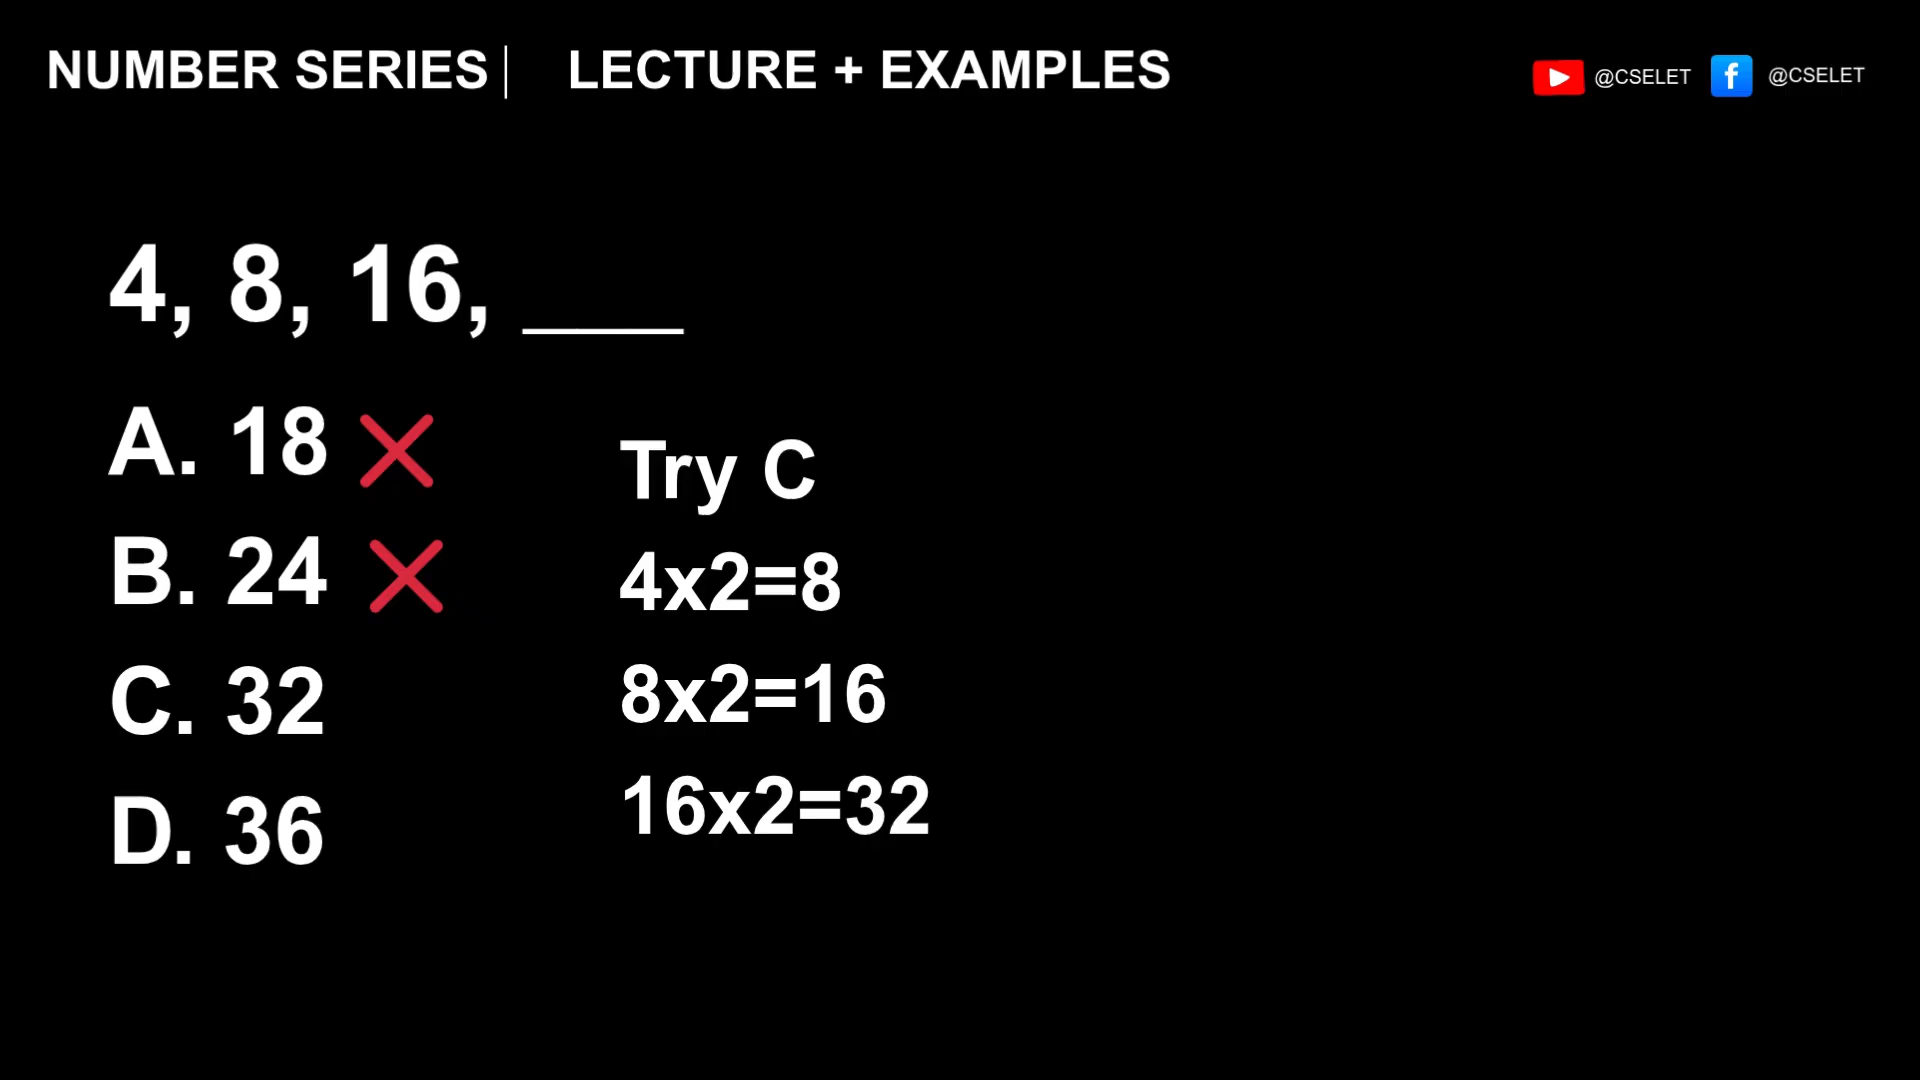 NUMBER SERIES | LECTURE + EXAMPLES
@CSELET @CSELET
4, 8, 16, ___
A. 18
B. 24
C. 32
D. 36
Try C
4x2=8
8x2=16
16x2=32